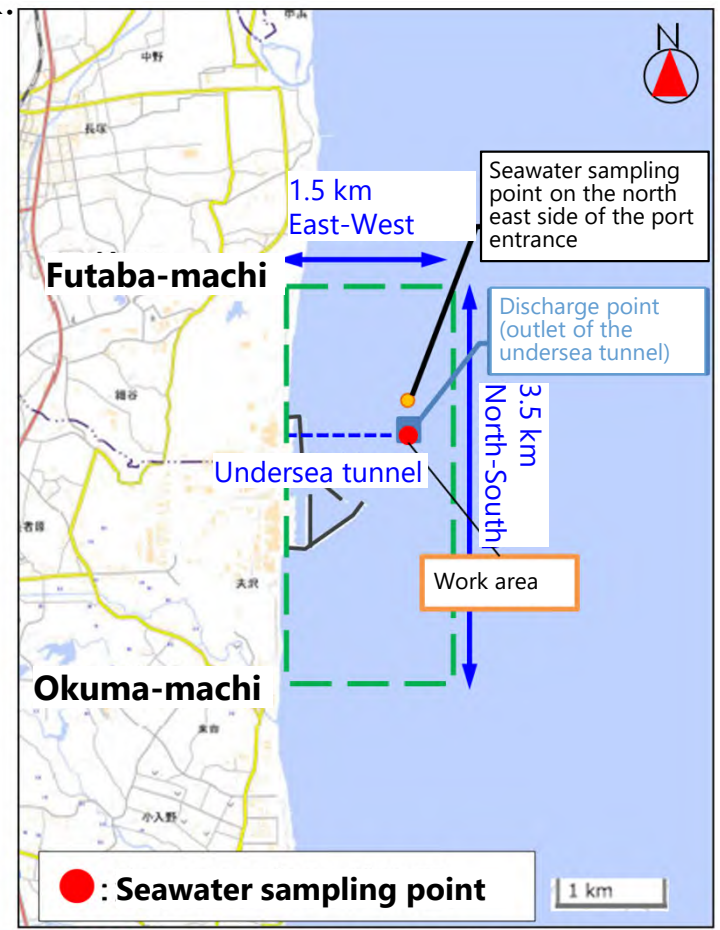 N
中野
長塚
Seawater sampling
point on the north
east side of the port
entrance
1.5 km
East-West
Futaba-machi
Discharge point
(outlet of the
undersea tunnel)
細谷
3.5 km
North-South
Undersea tunnel
夫沢
Work area
Okuma-machi
小入野
: Seawater sampling point
1 km